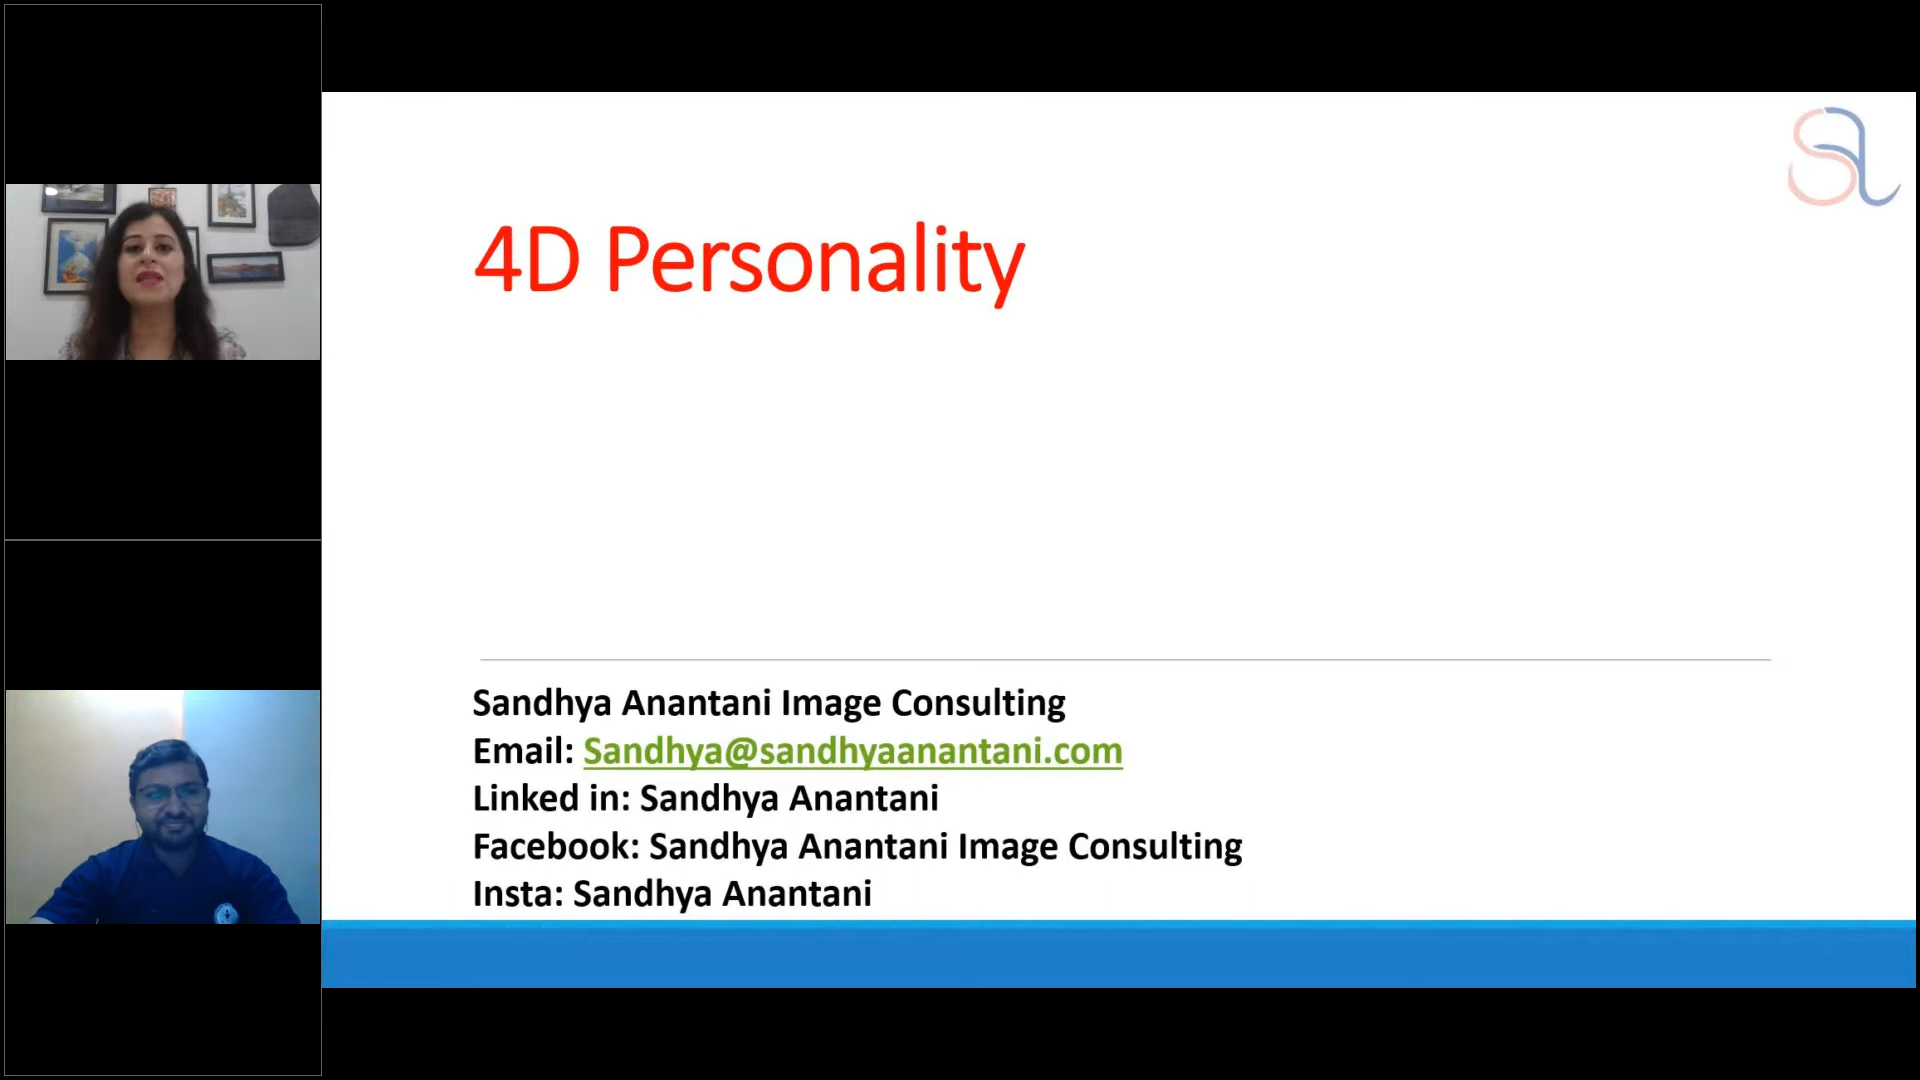 4D Personality
Sandhya Anantani Image Consulting
Email: Sandhya@sandhyaanantani.com
Linked in: Sandhya Anantani
Facebook: Sandhya Anantani Image Consulting
Insta: Sandhya Anantani